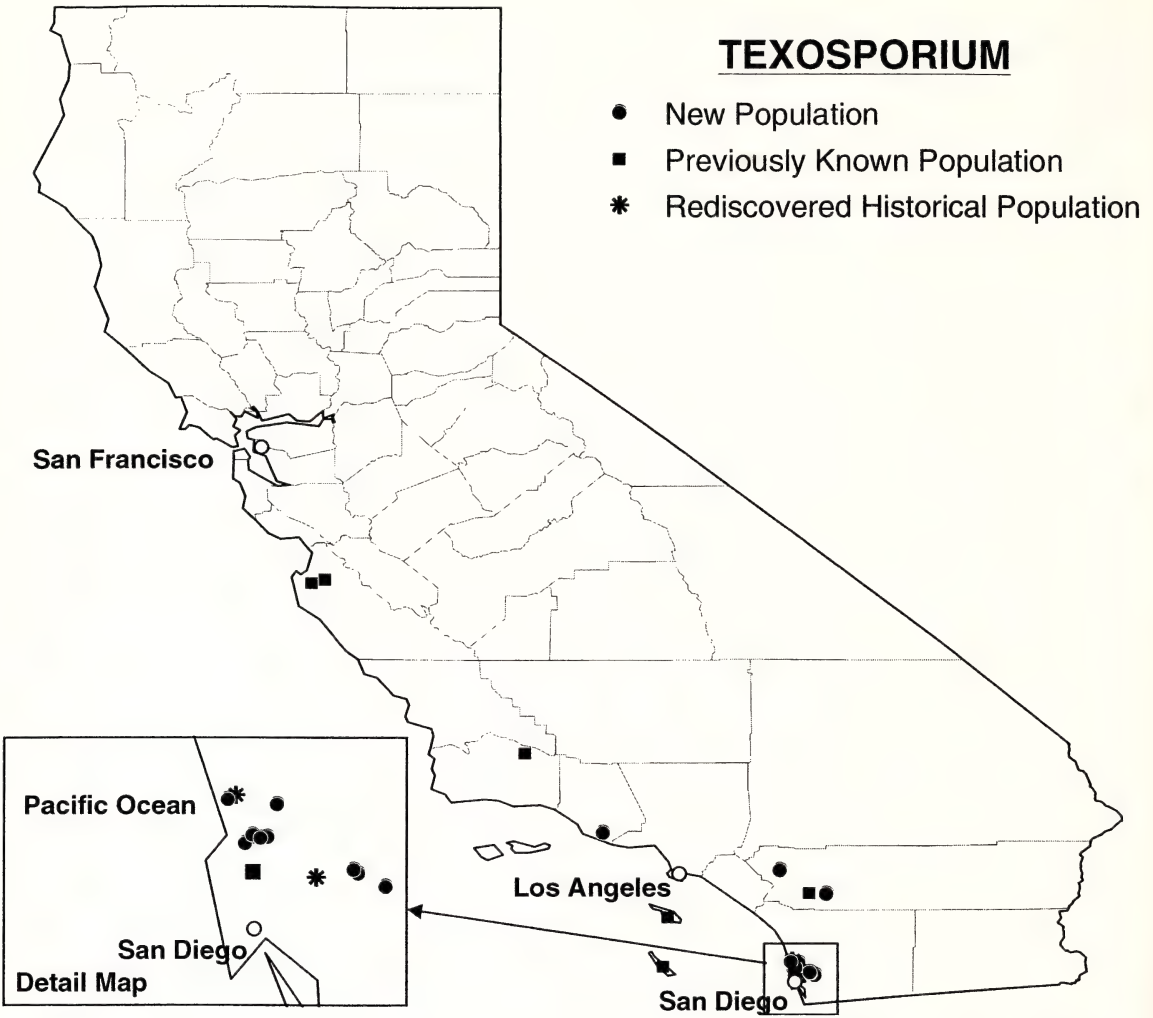 TEXOSPORIUM
New Population
Previously Known Population
Rediscovered Historical Population
San Francisco
Los Angeles
San Diego
Pacific Ocean
San Diego
Detail Map